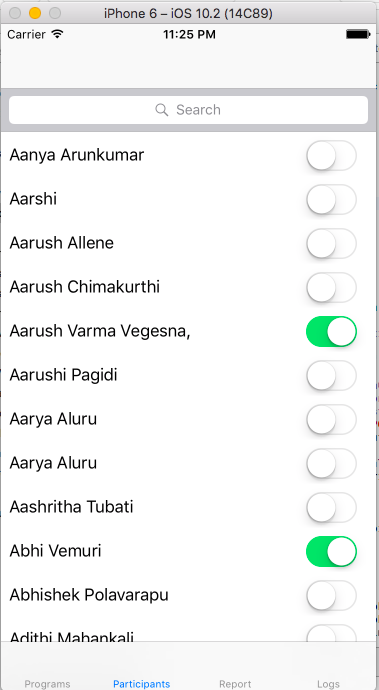 iPhone 6 – iOS 10.2 (14C89)
Carrier 11:25 PM
Search
Aanya Arunkumar
Aarshi
Aarush Allene
Aarush Chimakurthi
Aarush Varma Vegesna,
Aarushi Pagidi
Aarya Aluru
Aarya Aluru
Aashritha Tubati
Abhi Vemuri
Abhishek Polavarapu
Adithi Mahankali
Programs Participants Report Logs